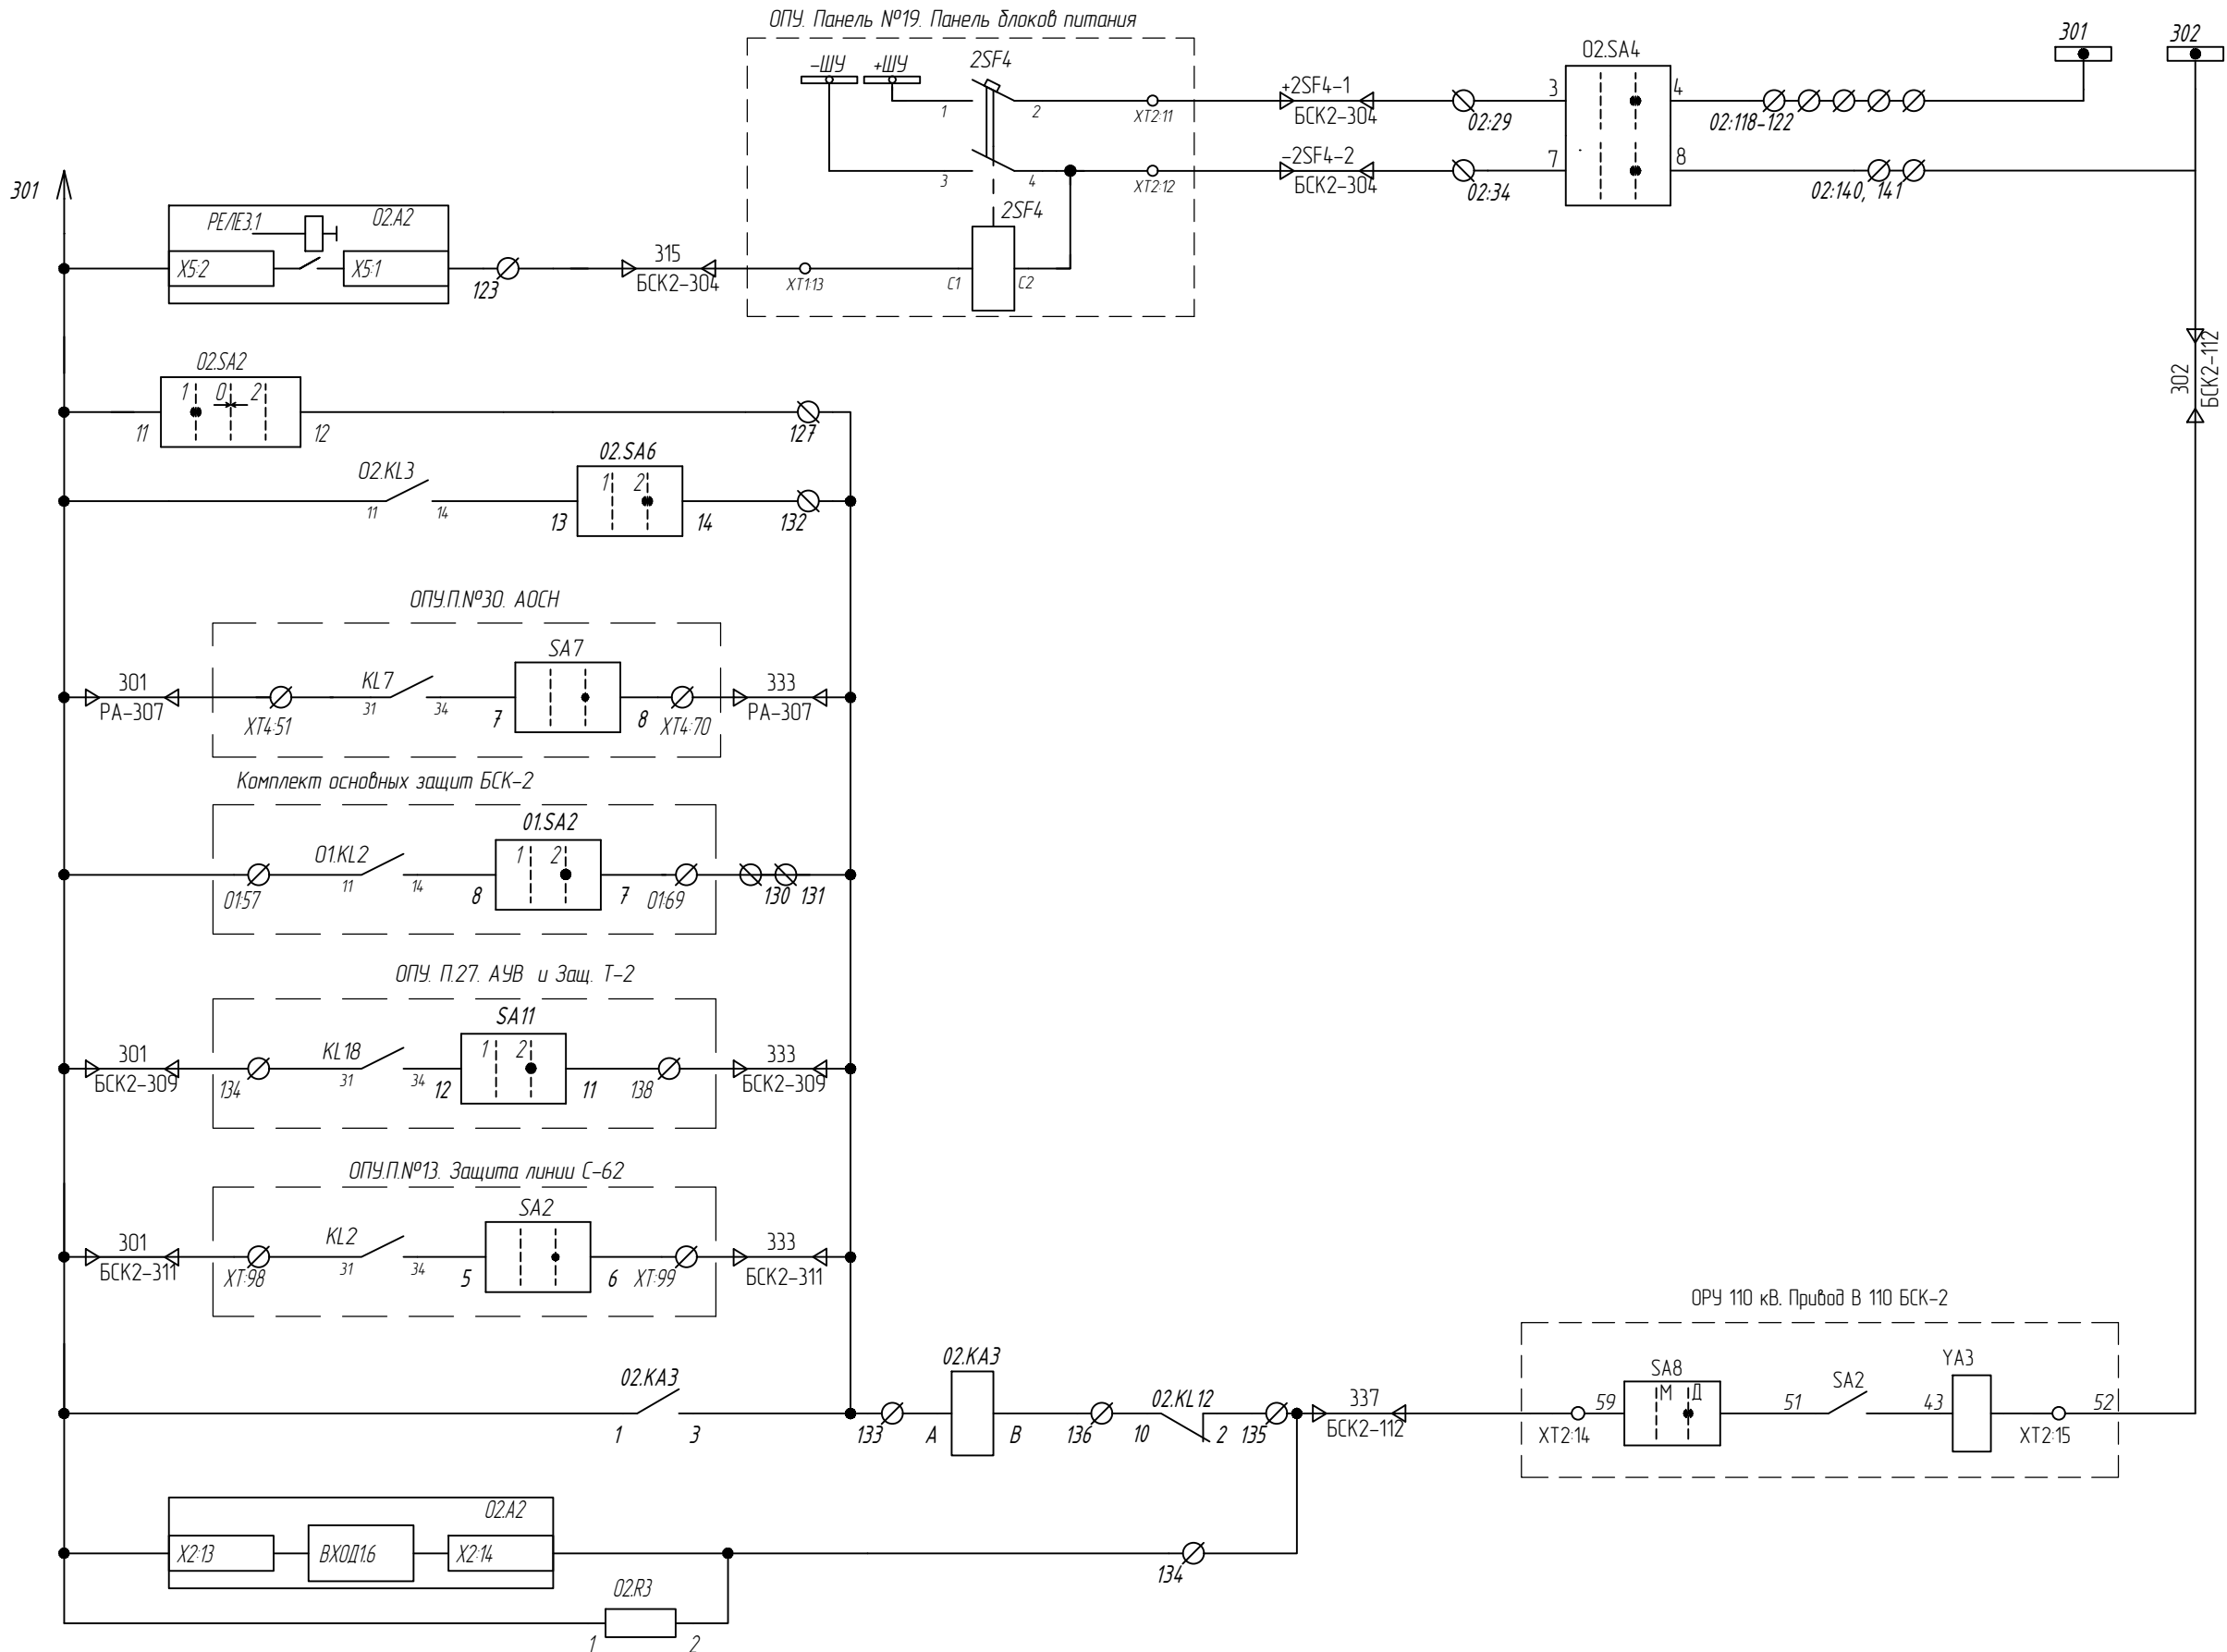 ОПУ. Панель №19. Панель блоков питания
-ШУ
+ШУ
2SF4
1
2
XT2:11
+2SF4-1
БСК2-304
02:29
02.SA4
3
4
02:118-122
301
302
3
4
XT2:12
-2SF4-2
БСК2-304
02:34
7
8
02:140, 141
301
РЕЛЕ3.1
02.A2
X5:2
X5:1
123
315
БСК2-304
XT1:13
C1
2SF4
C2
302
БСК2-112
02.SA2
1
0
2
11
12
127
02.KL3
11
14
02.SA6
1
2
13
14
132
ОПУ.П.№30. АОСН
301
РА-307
XT4:51
KL7
31
34
SA7
7
8
XT4:70
333
РА-307
Комплект основных защит БСК-2
01:57
01.KL2
11
14
01.SA2
1
2
8
7
01:69
130
131
ОПУ. П.27. АУВ и Защ. Т-2
301
БСК2-309
134
KL18
31
34
SA11
1
2
12
11
138
333
БСК2-309
ОПУ.П.№13. Защита линии С-62
301
БСК2-311
XT:98
KL2
31
34
SA2
5
6
XT:99
333
БСК2-311
ОРУ 110 кВ. Привод В 110 БСК-2
02.KA3
1
3
133
02.KA3
A
B
136
02.KL12
10
2
135
337
БСК2-112
XT2:14
59
SA8
М
Д
51
SA2
43
YA3
XT2:15
52
02.A2
X2:13
ВХОД1.6
X2:14
134
02.R3
1
2